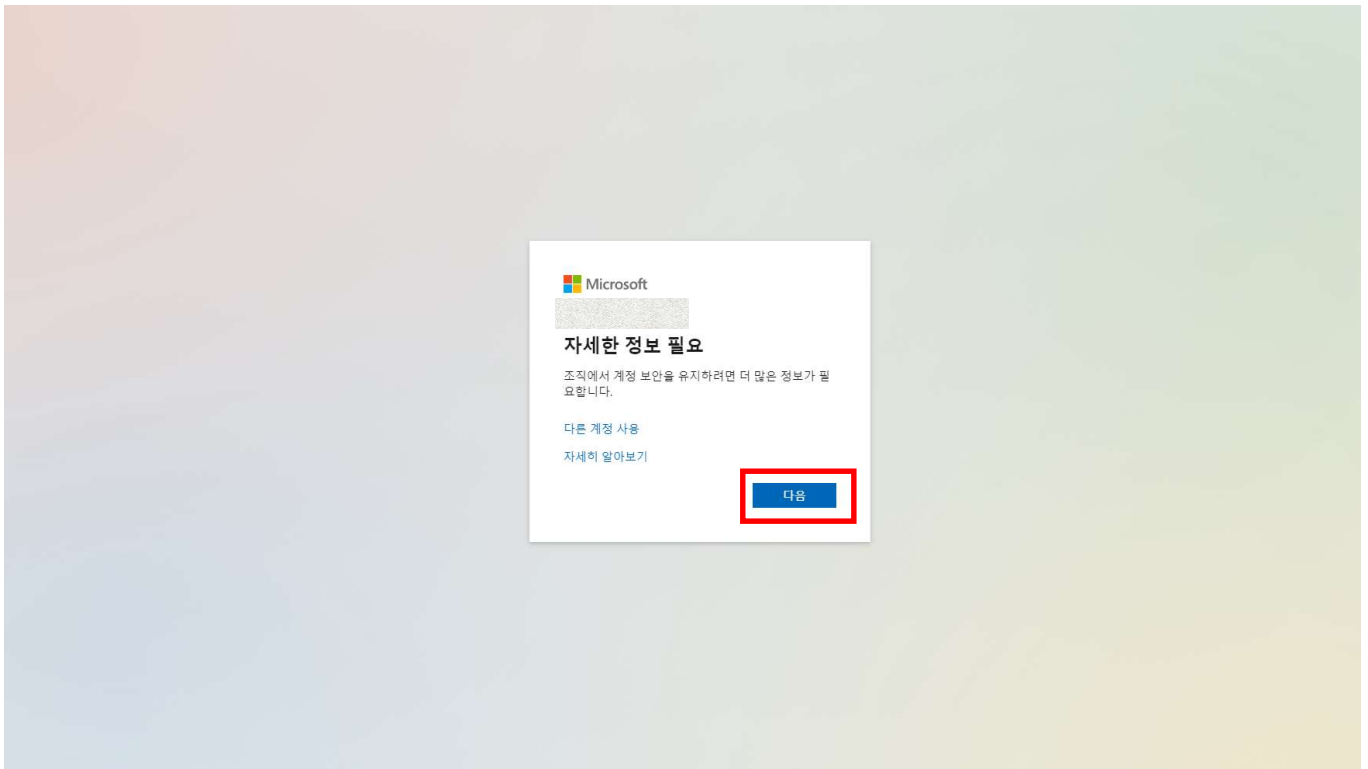 Microsoft
자세한 정보 필요
조직에서 계정 보안을 유지하려면 더 많은 정보가 필
요합니다.
다른 계정 사용
자세히 알아보기
다음